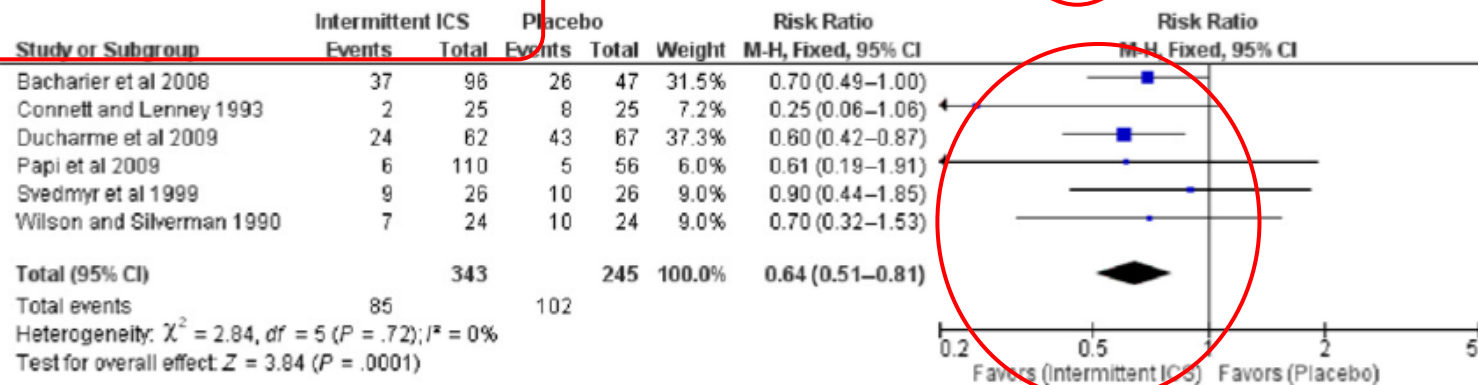 Intermittent ICS Placebo Risk Ratio Risk Ratio
Study or Subgroup Events Total Events Total Weight M-H, Fixed, 95% CI M-H, Fixed, 95% CI
Bacharier et al 2008 37 96 26 47 31.5% 0.70 (0.49–1.00)
Connett and Lenney 1993 2 25 8 25 7.2% 0.25 (0.06–1.06)
Ducharme et al 2009 24 62 43 67 37.3% 0.60 (0.42–0.87)
Papi et al 2009 6 110 5 56 6.0% 0.61 (0.19–1.91)
Svedmyr et al 1999 9 26 10 26 9.0% 0.90 (0.44–1.85)
Wilson and Silverman 1990 7 24 10 24 9.0% 0.70 (0.32–1.53)
Total (95% CI) 343 245 100.0% 0.64 (0.51–0.81)
Total events 85 102
Heterogeneity: χ² = 2.84, df = 5 (P = .72); I² = 0%
Test for overall effect: Z = 3.84 (P = .0001)
0.2 0.5 1 2 5
Favors (Intermittent ICS) Favors (Placebo)